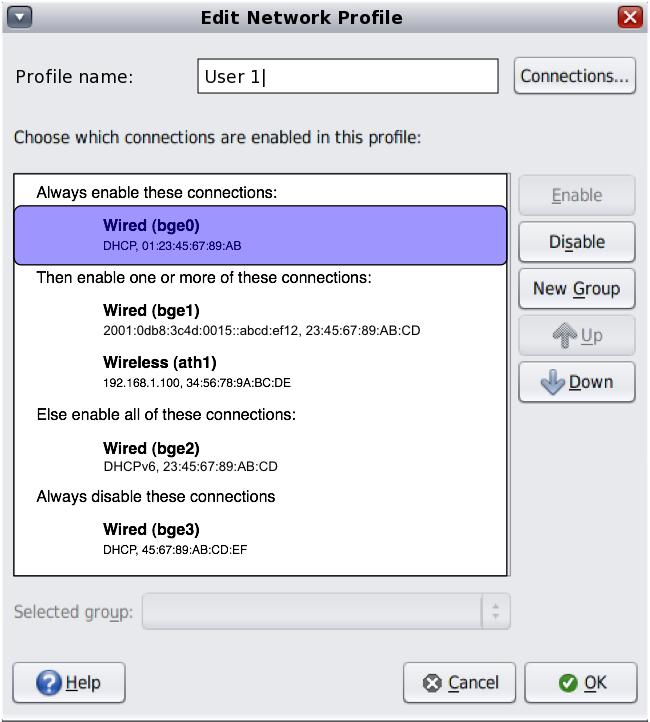 Edit Network Profile
Profile name: User 1 Connections...
Choose which connections are enabled in this profile:
Always enable these connections:
Wired (bge0)
DHCP, 01:23:45:67:89:AB
Then enable one or more of these connections:
Wired (bge1)
2001:0db8:3c4d:0015::abcd:ef12, 23:45:67:89:AB:CD
Wireless (ath1)
192.168.1.100, 34:56:78:9A:BC:DE
Else enable all of these connections:
Wired (bge2)
DHCPv6, 23:45:67:89:AB:CD
Always disable these connections
Wired (bge3)
DHCP, 45:67:89:AB:CD:EF
Enable
Disable
New Group
Up
Down
Selected group:
Help Cancel OK